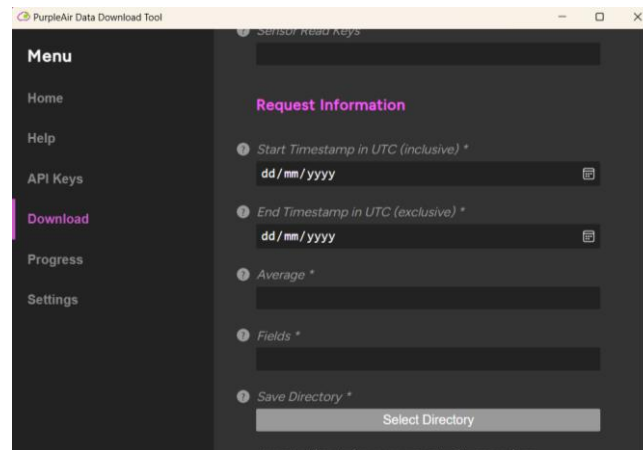 PurpleAir Data Download Tool
Menu
Home
Help
API Keys
Download
Progress
Settings
Sensor Read Keys
Request Information
Start Timestamp in UTC (inclusive) *
dd/mm/yyyy
End Timestamp in UTC (exclusive) *
dd/mm/yyyy
Average *
Fields *
Save Directory *
Select Directory